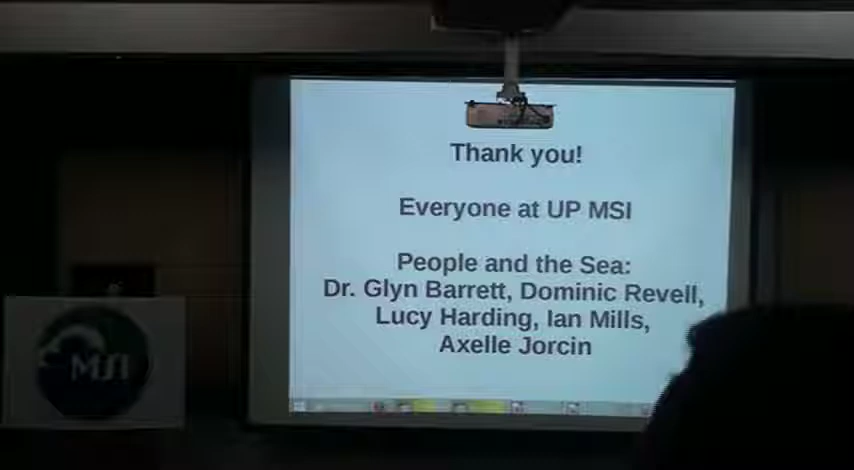 Thank you!
Everyone at UP MSI
People and the Sea:
Dr. Glyn Barrett, Dominic Revell,
Lucy Harding, Ian Mills,
Axelle Jorcin
MSI